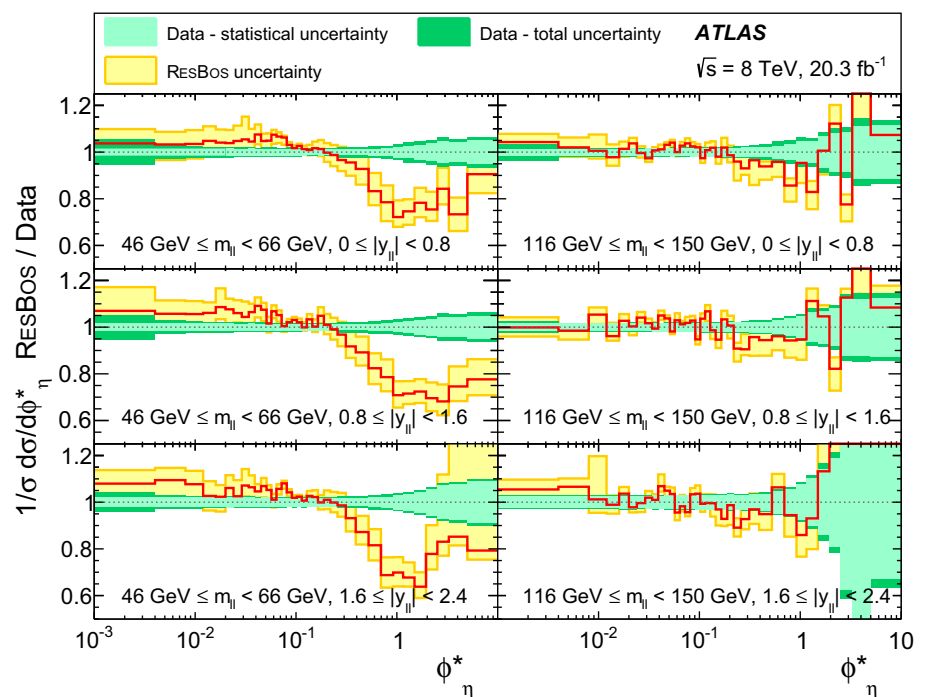 Data - statistical uncertainty
Data - total uncertainty
ATLAS
RESBOS uncertainty
√s = 8 TeV, 20.3 fb⁻¹
1/σ dσ/dφ*_η RESBOS / Data
1.2
1
0.8
0.6
46 GeV ≤ m_ll < 66 GeV, 0 ≤ |y_ll| < 0.8
116 GeV ≤ m_ll < 150 GeV, 0 ≤ |y_ll| < 0.8
1.2
1
0.8
0.6
46 GeV ≤ m_ll < 66 GeV, 0.8 ≤ |y_ll| < 1.6
116 GeV ≤ m_ll < 150 GeV, 0.8 ≤ |y_ll| < 1.6
1.2
1
0.8
0.6
46 GeV ≤ m_ll < 66 GeV, 1.6 ≤ |y_ll| < 2.4
116 GeV ≤ m_ll < 150 GeV, 1.6 ≤ |y_ll| < 2.4
10⁻³ 10⁻² 10⁻¹ 1 10⁻² 10⁻¹ 1 10
φ*_η φ*_η